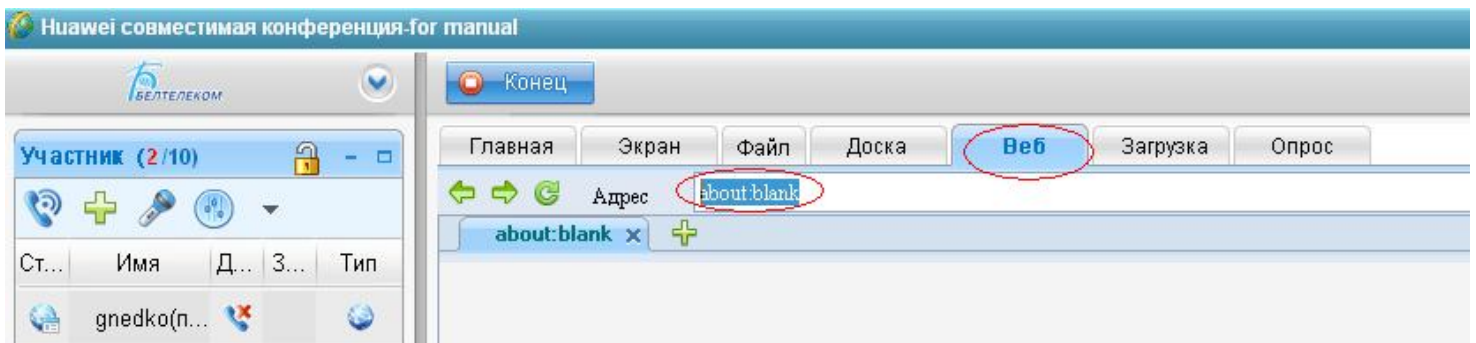 Huawei совместимая конференция-for manual
БЕЛТЕЛЕКОМ
Конец
Участник (2/10)
Главная Экран Файл Доска Веб Загрузка Опрос
Адрес about:blank
about:blank
Ст... Имя Д... З... Тип
gnedko(п...